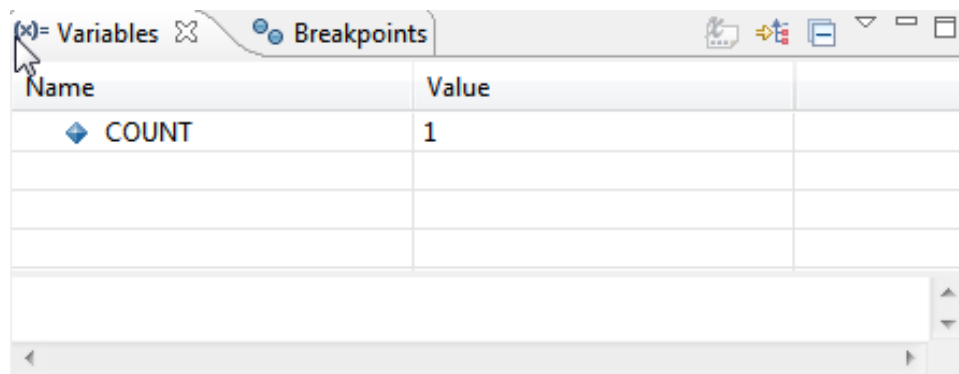 (x)= Variables Breakpoints
Name Value
COUNT 1